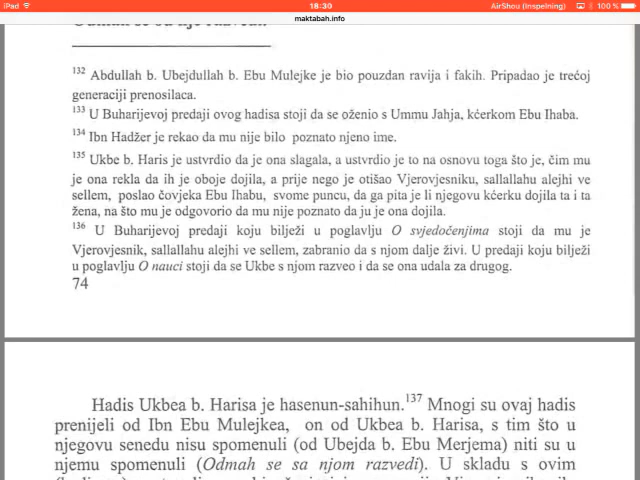 iPad 18:30 AirShou (Inspelning) 100 %
maktabah.info
132 Abdullah b. Ubejdullah b. Ebu Mulejke je bio pouzdan ravija i fakih. Pripadao je trećoj
generaciji prenosilaca.
133 U Buharijevoj predaji ovog hadisa stoji da se oženio s Ummu Jahja, kćerkom Ebu Ihaba.
134 Ibn Hadžer je rekao da mu nije bilo poznato njeno ime.
135 Ukbe b. Haris je ustvrdio da je ona slagala, a ustvrdio je to na osnovu toga što je, čim mu
je ona rekla da ih je oboje dojila, a prije nego je otišao Vjerovjesniku, sallallahu alejhi ve
sellem, poslao čovjeka Ebu Ihabu, svome puncu, da ga pita je li njegovu kćerku dojila ta i ta
žena, na što mu je odgovorio da mu nije poznato da ju je ona dojila.
136 U Buharijevoj predaji koju bilježi u poglavlju O svjedočenjima stoji da mu je
Vjerovjesnik, sallallahu alejhi ve sellem, zabranio da s njom dalje živi. U predaji koju bilježi
u poglavlju O nauci stoji da se Ukbe s njom razveo i da se ona udala za drugog.
74
Hadis Ukbea b. Harisa je hasenun-sahihun.137 Mnogi su ovaj hadis
prenijeli od Ibn Ebu Mulejkea, on od Ukbea b. Harisa, s tim što u
njegovu senedu nisu spomenuli (od Ubejda b. Ebu Merjema) niti su u
njemu spomenuli (Odmah se sa njom razvedi). U skladu s ovim